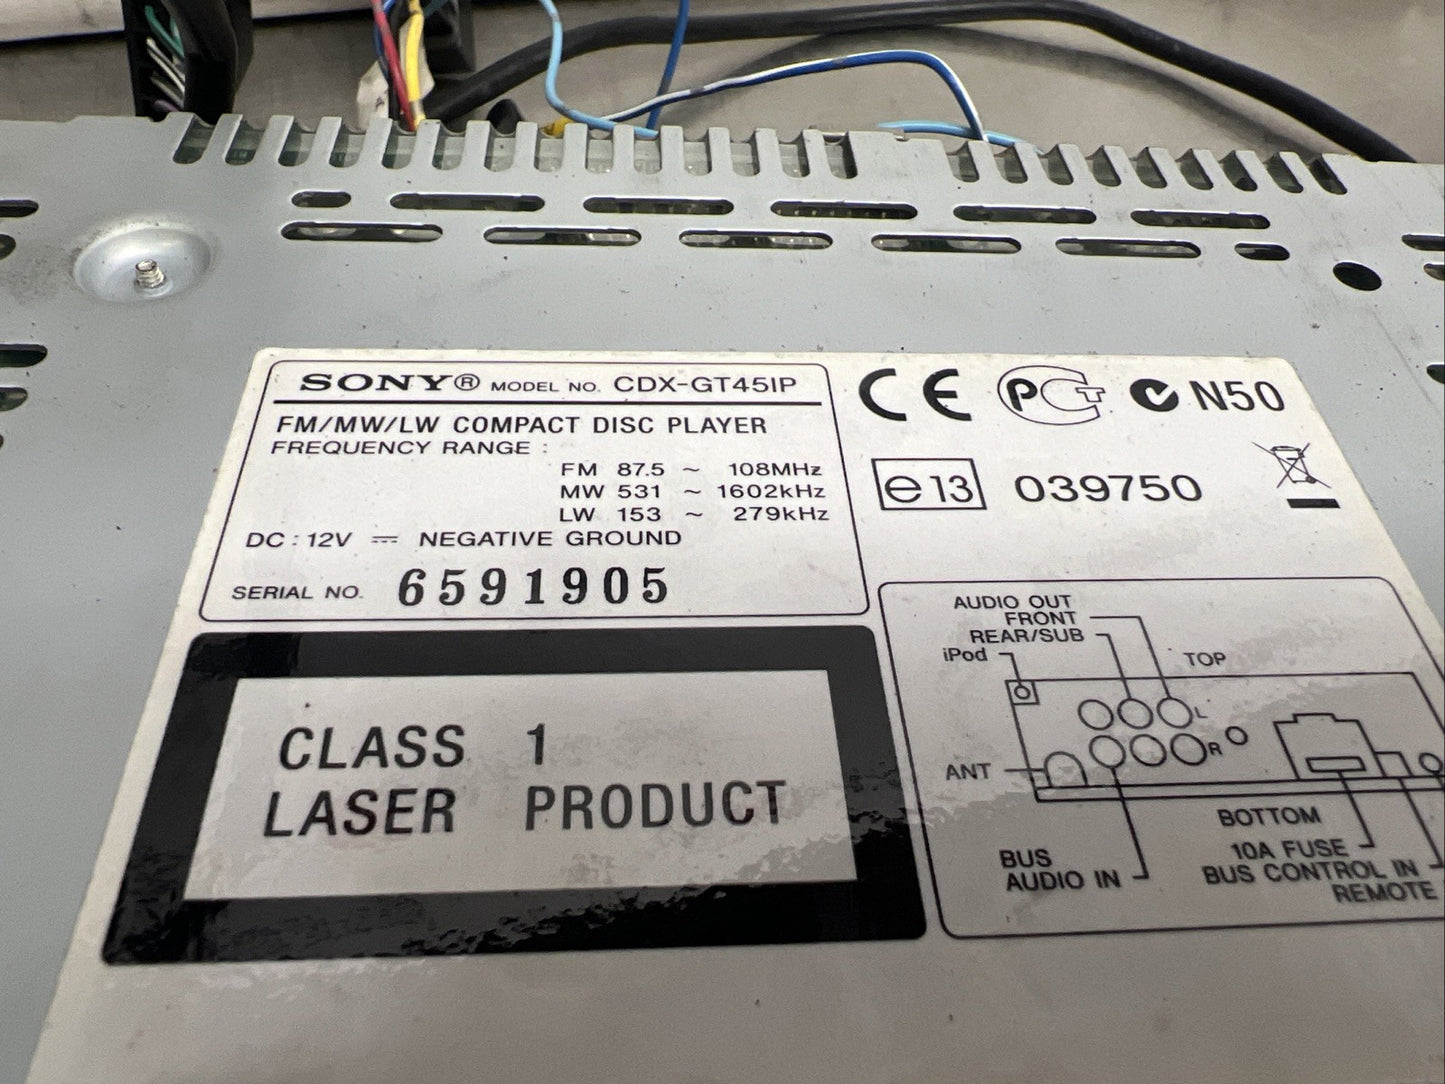 SONY® MODEL NO. CDX-GT45IP
FM/MW/LW COMPACT DISC PLAYER
FREQUENCY RANGE :
FM 87.5 ~ 108MHz
MW 531 ~ 1602kHz
LW 153 ~ 279kHz
DC : 12V ⎓ NEGATIVE GROUND
SERIAL NO. 6591905
CLASS 1
LASER PRODUCT
CE PCT N50
e13 039750
AUDIO OUT
FRONT
REAR/SUB
iPod
TOP
L
R
ANT
BOTTOM
10A FUSE
BUS CONTROL IN
REMOTE
BUS
AUDIO IN